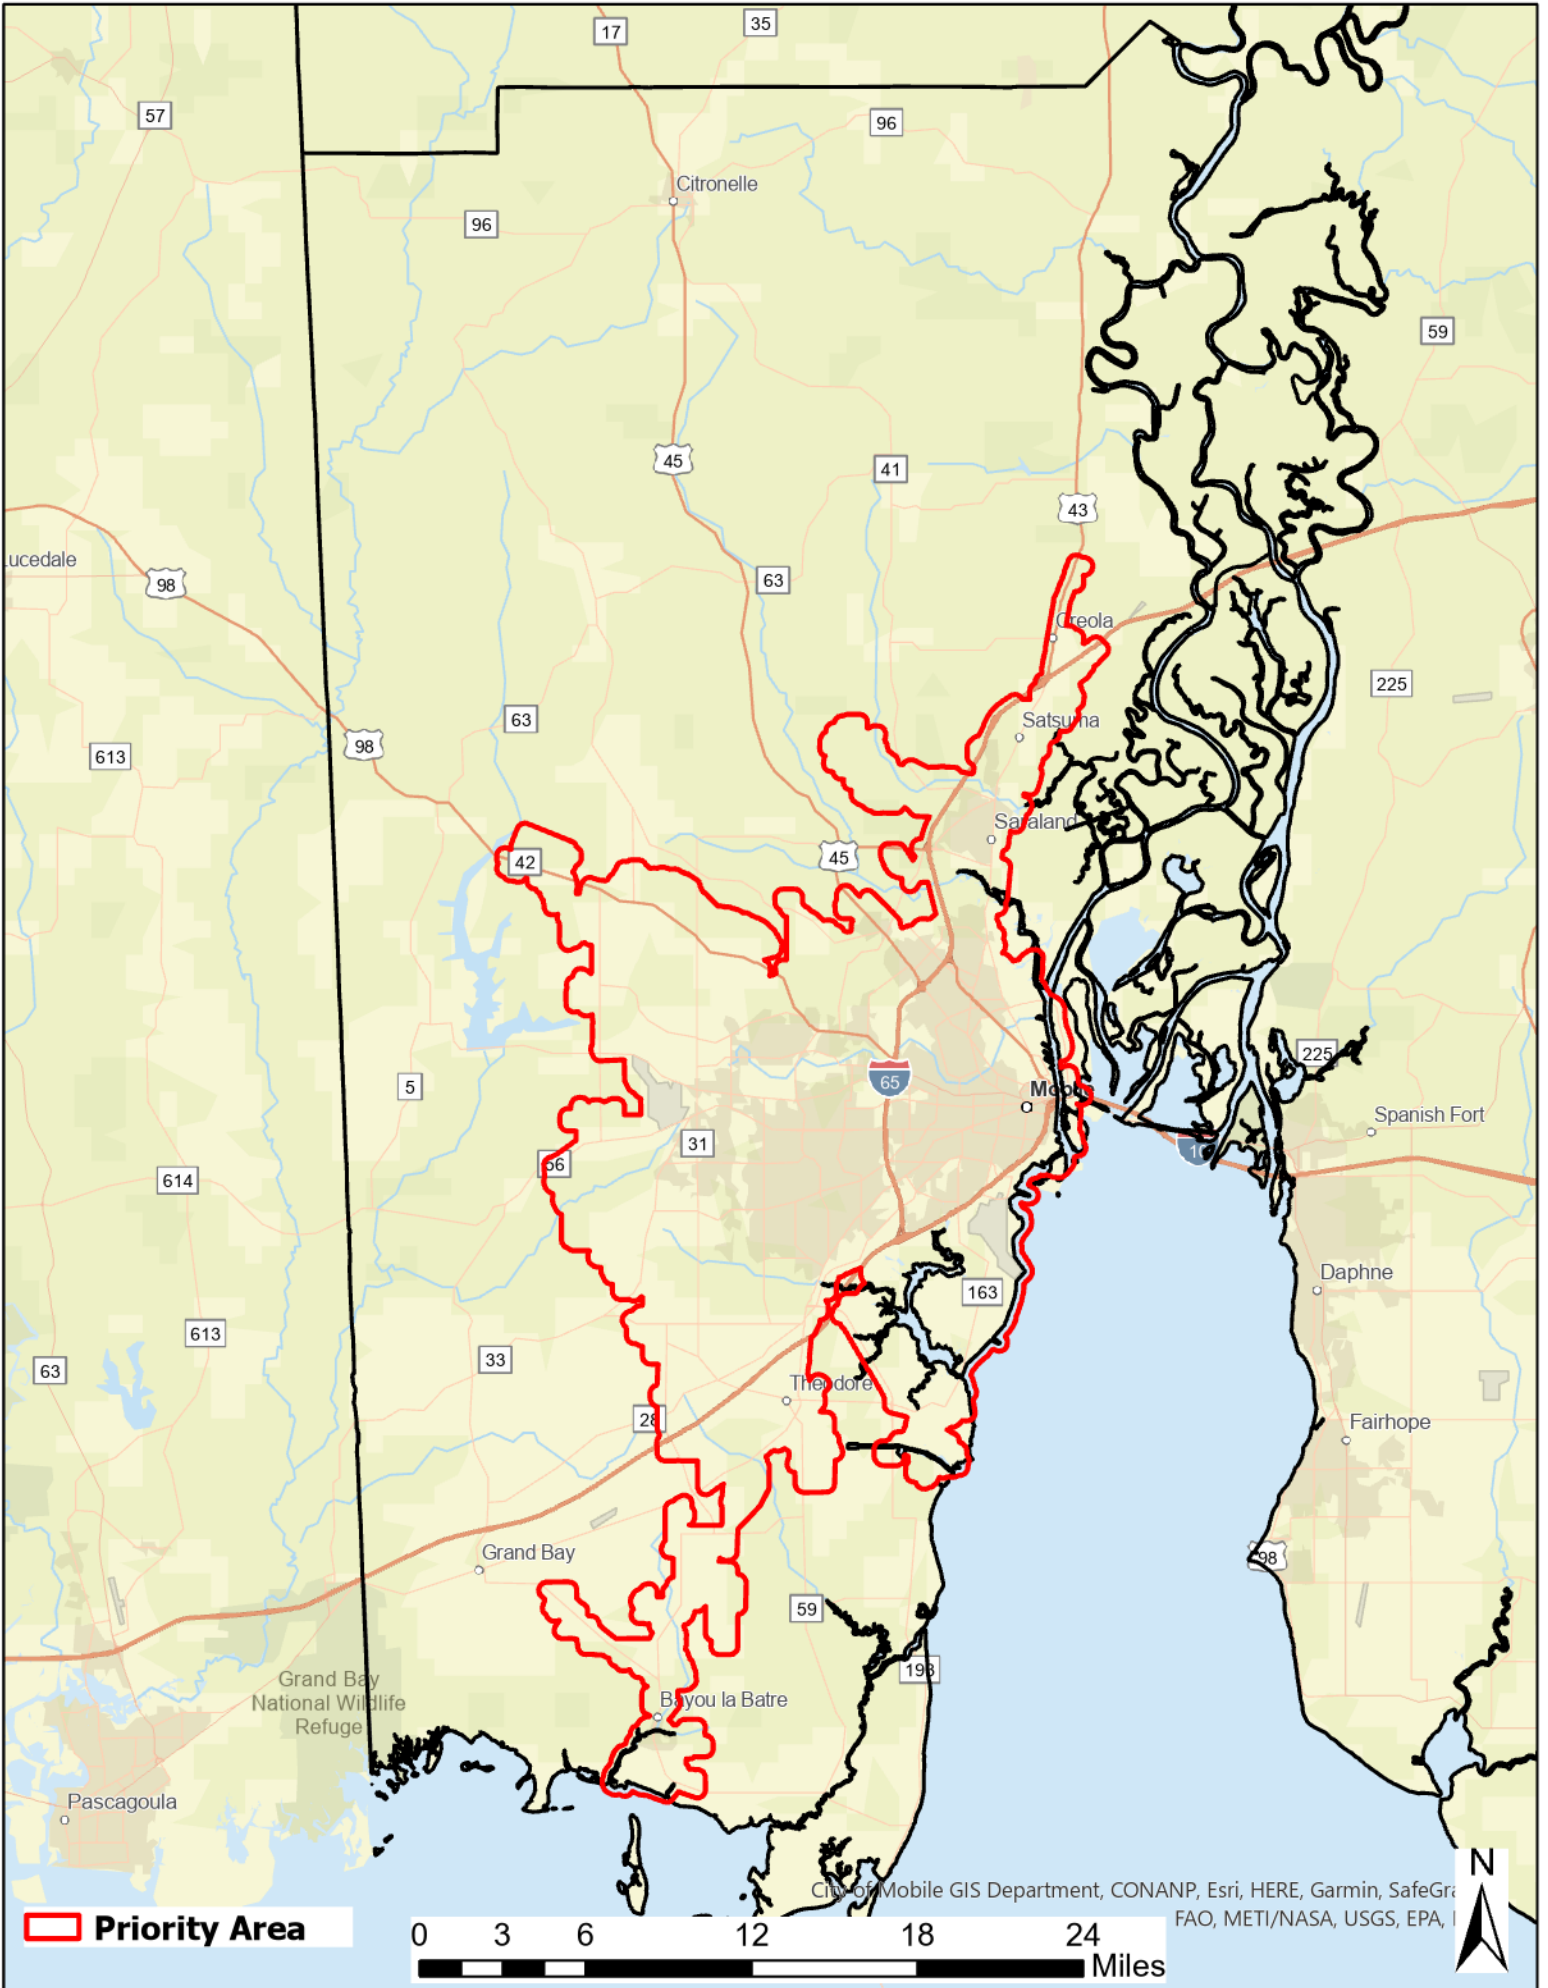 17
35
57
96
Citronelle
96
59
45
41
43
63
Lucedale
98
Creola
225
63
Satsuma
98
613
Saraland
45
42
225
65
5
Mobile
Spanish Fort
31
10
56
614
Daphne
163
613
33
63
Theodore
28
Fairhope
Grand Bay
98
59
193
Grand Bay
National Wildlife
Refuge
Bayou la Batre
Pascagoula
N
City of Mobile GIS Department, CONANP, Esri, HERE, Garmin,
FAO, METI/NASA, USGS, EPA,
Priority Area
0 3 6 12 18 24
Miles